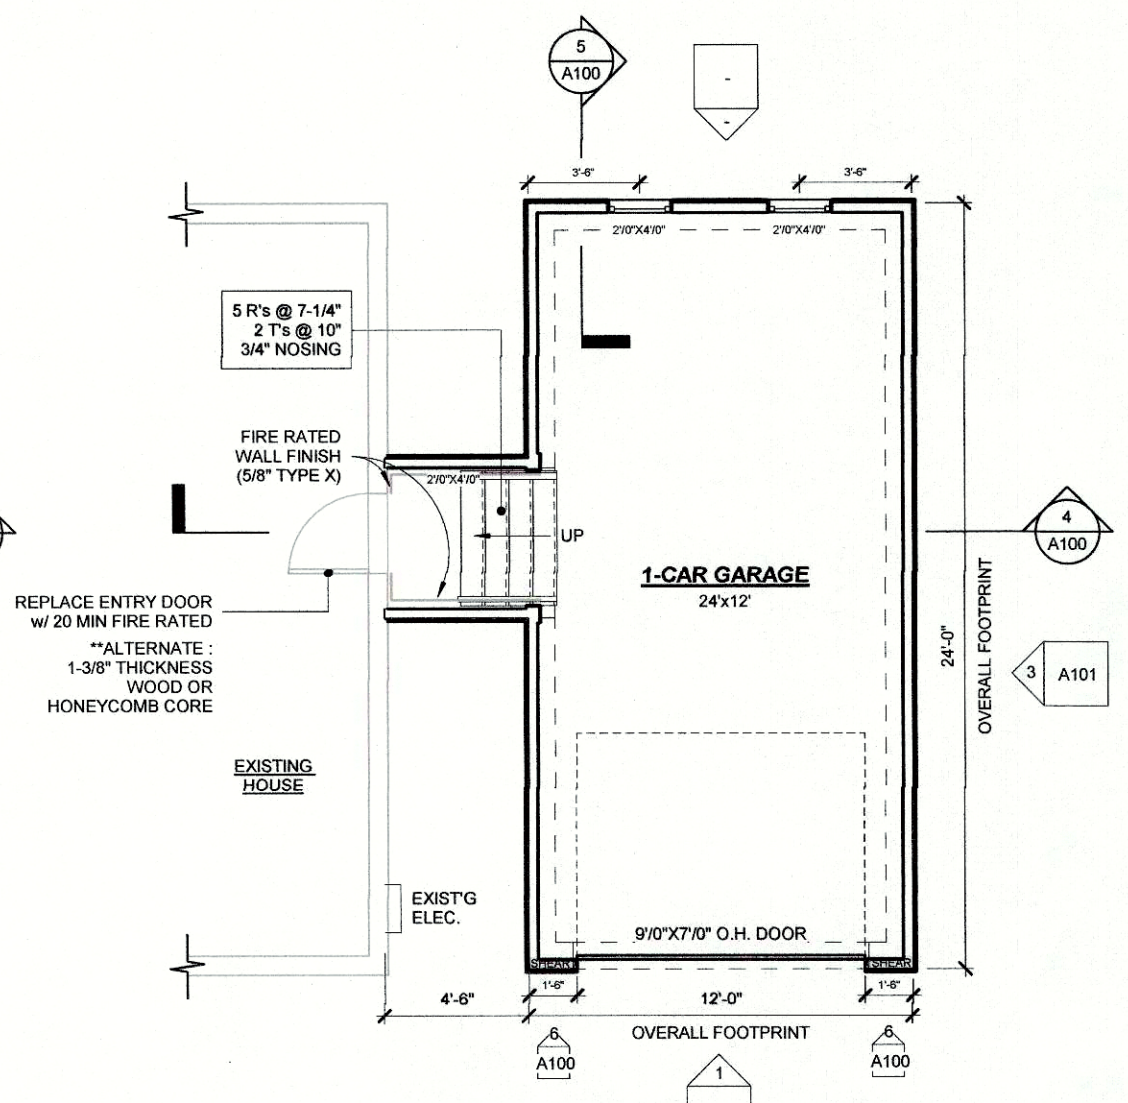 5
A100
-
-
3'-6"
3'-6"
2'/0"X4'/0"
2'/0"X4'/0"
5 R's @ 7-1/4"
2 T's @ 10"
3/4" NOSING
FIRE RATED
WALL FINISH
(5/8" TYPE X)
2'/0"X4'/0"
UP
4
A100
1-CAR GARAGE
24'x12'
REPLACE ENTRY DOOR
w/ 20 MIN FIRE RATED
**ALTERNATE :
1-3/8" THICKNESS
WOOD OR
HONEYCOMB CORE
24'-0"
OVERALL FOOTPRINT
3
A101
EXISTING
HOUSE
EXIST'G
ELEC.
9'/0"X7'/0" O.H. DOOR
SHEAR
SHEAR
1'-6"
1'-6"
4'-6"
12'-0"
OVERALL FOOTPRINT
6
A100
6
A100
1